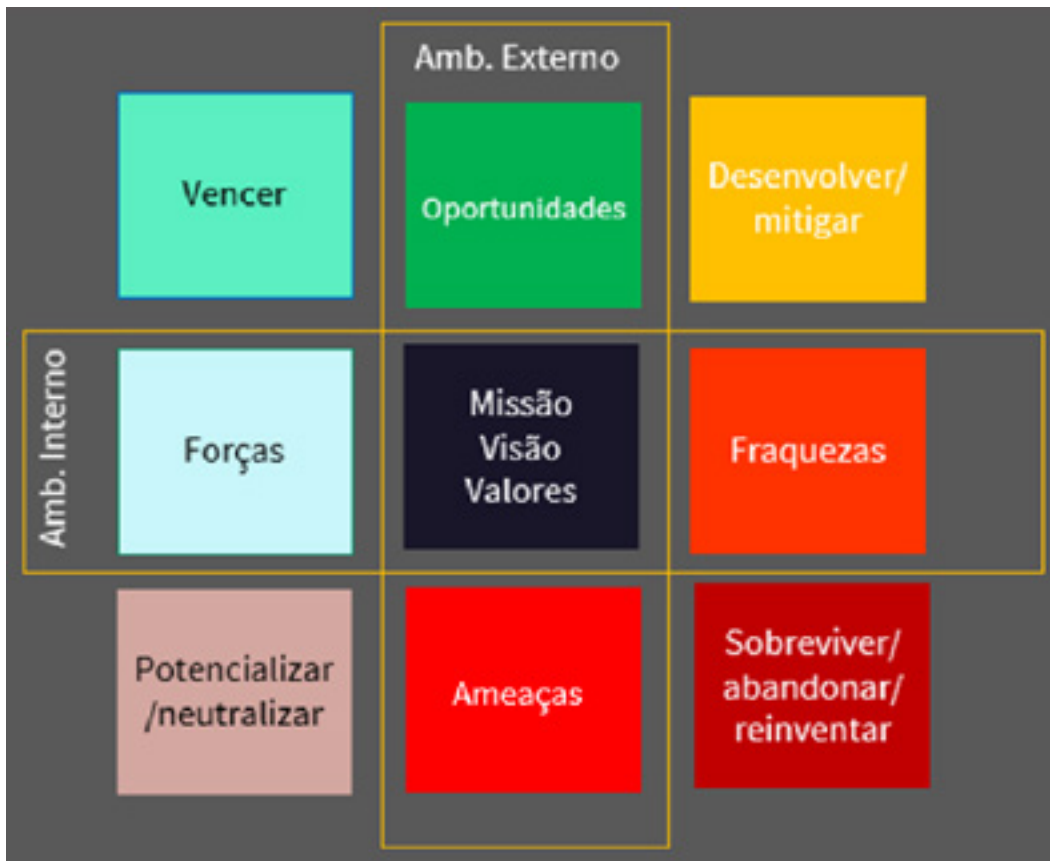 Amb. Externo
Vencer
Oportunidades
Desenvolver/
mitigar
Amb. Interno
Forças
Missão
Visão
Valores
Fraquezas
Potencializar
/neutralizar
Ameaças
Sobreviver/
abandonar/
reinventar